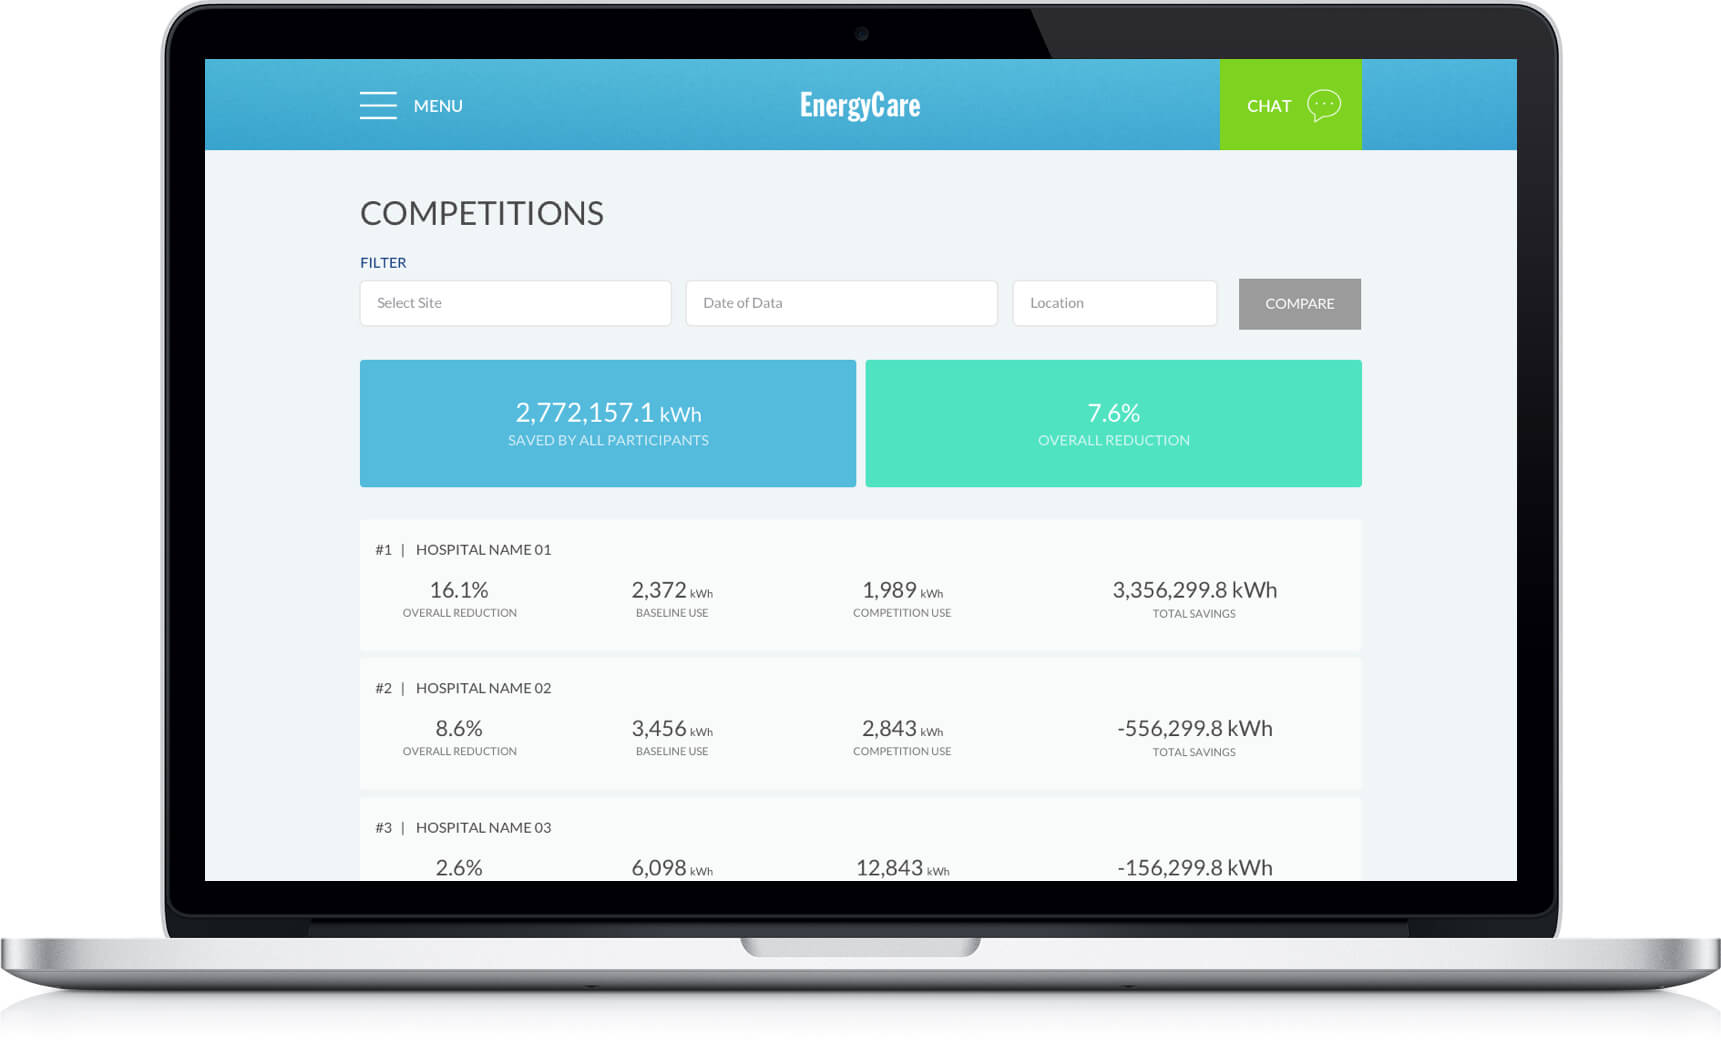 MENU
EnergyCare
CHAT
COMPETITIONS
FILTER
Select Site
Date of Data
Location
COMPARE
2,772,157.1 kWh
SAVED BY ALL PARTICIPANTS
7.6%
OVERALL REDUCTION
#1 | HOSPITAL NAME 01
16.1%
OVERALL REDUCTION
2,372 kWh
BASELINE USE
1,989 kWh
COMPETITION USE
3,356,299.8 kWh
TOTAL SAVINGS
#2 | HOSPITAL NAME 02
8.6%
OVERALL REDUCTION
3,456 kWh
BASELINE USE
2,843 kWh
COMPETITION USE
-556,299.8 kWh
TOTAL SAVINGS
#3 | HOSPITAL NAME 03
2.6%
6,098 kWh
12,843 kWh
-156,299.8 kWh